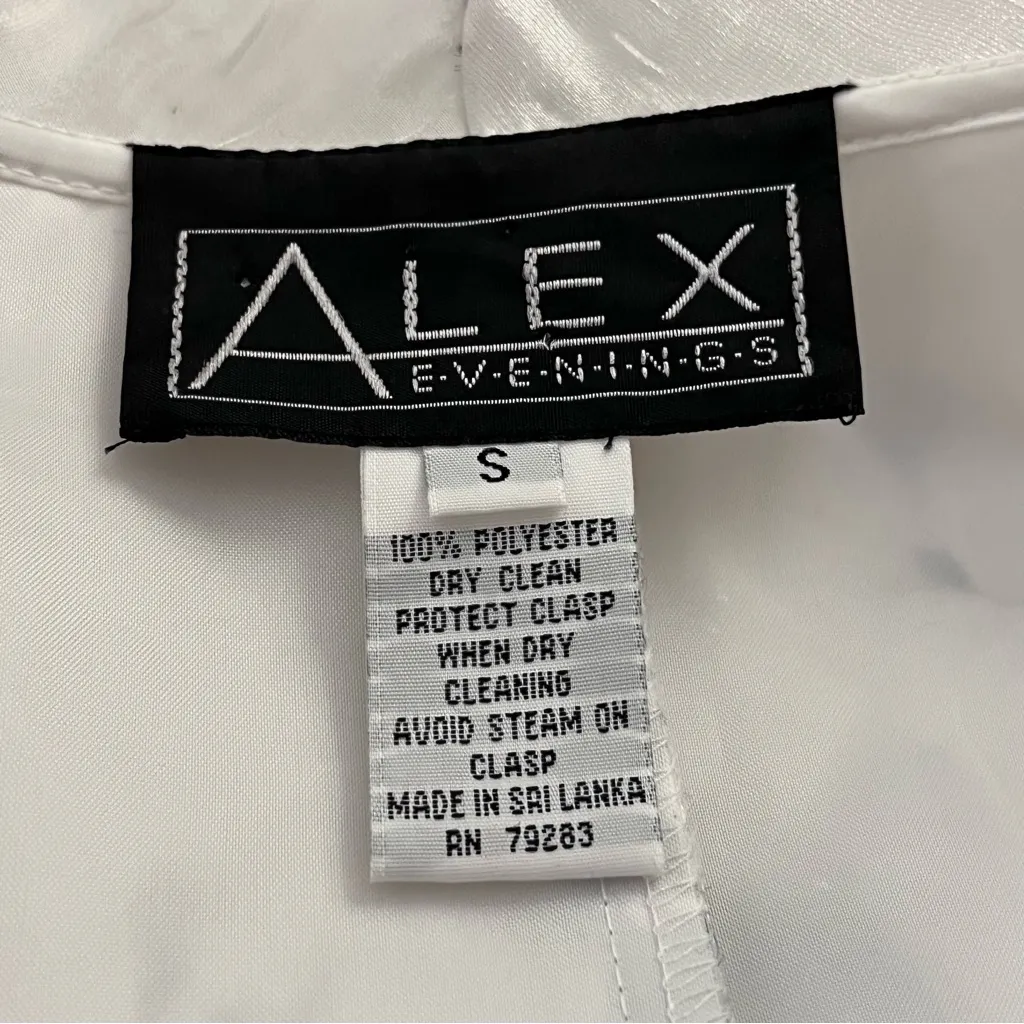 ALEX
E·V·E·N·I·N·G·S
S
100% POLYESTER
DRY CLEAN
PROTECT CLASP
WHEN DRY
CLEANING
AVOID STEAM ON
CLASP
MADE IN SRI LANKA
RN 79283